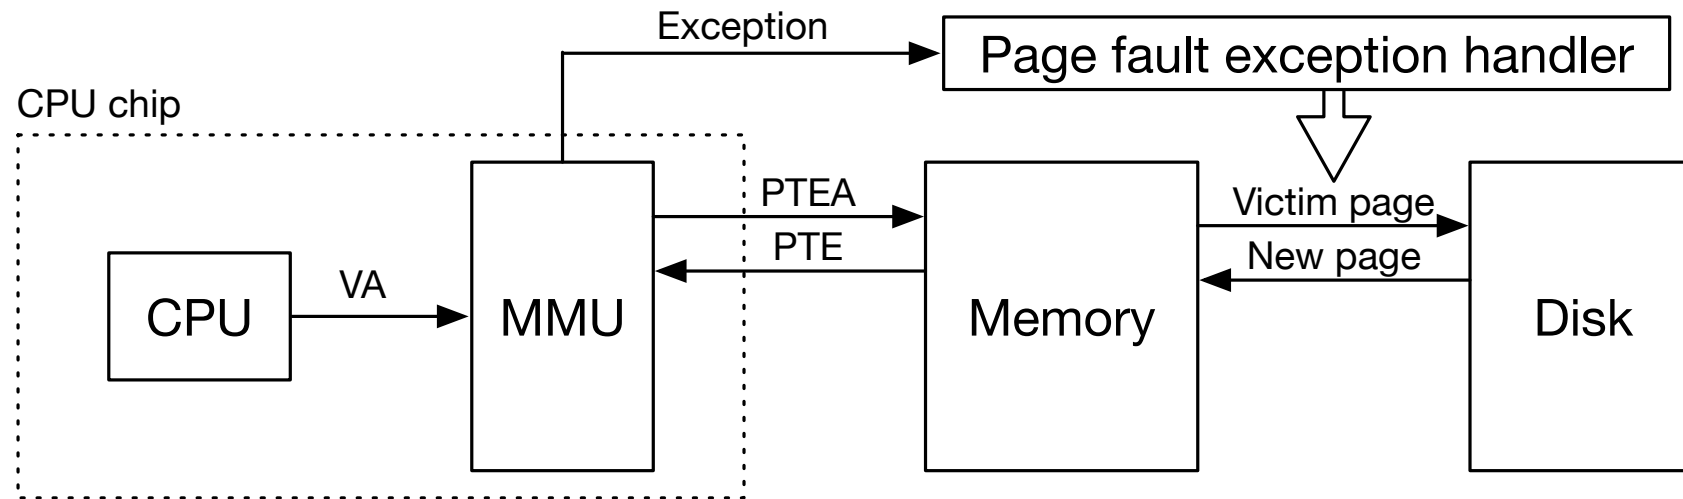 Exception
Page fault exception handler
CPU chip
PTEA
Victim page
PTE
New page
VA
CPU
MMU
Memory
Disk